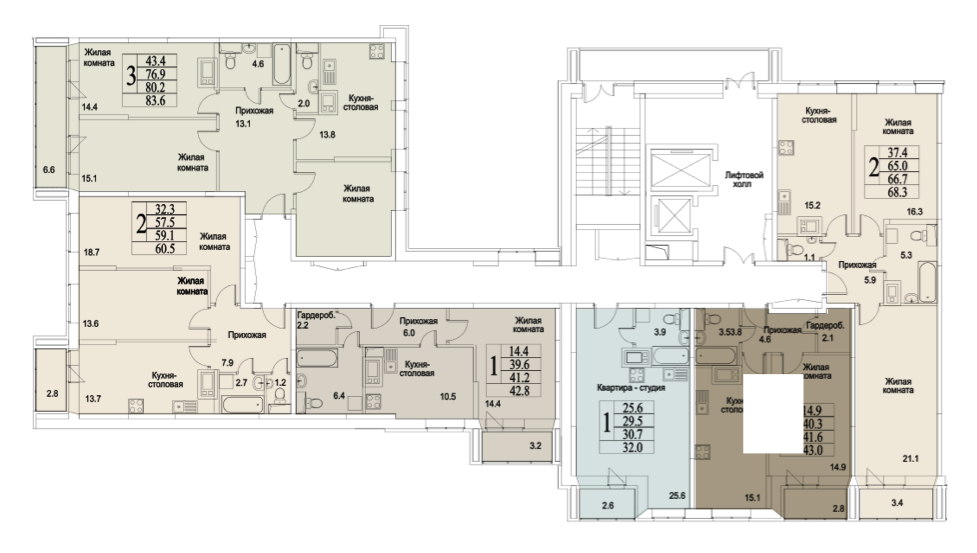 Жилая
комната
3
43.4
76.9
80.2
83.6
14.4
4.6
Прихожая
13.1
2.0
Кухня-
столовая
13.8
15.1
Жилая
комната
6.6
Жилая
комната
2
32.3
57.5
59.1
60.5
Жилая
комната
18.7
Жилая
комната
13.6
Прихожая
7.9
Кухня-
столовая
2.7
1.2
13.7
2.8
Гардероб.
2.2
Прихожая
6.0
Жилая
комната
Кухня-
столовая
1
14.4
39.6
41.2
42.8
6.4
10.5
14.4
3.2
Лифтовой
холл
3.9
Квартира - студия
1
25.6
29.5
30.7
32.0
25.6
2.6
3.5
3.8
Прихожая
4.6
Гардероб.
2.1
Жилая
комната
14.9
40.3
41.6
43.0
14.9
15.1
2.8
Кухня-
столовая
15.2
Жилая
комната
2
37.4
65.0
66.7
68.3
16.3
1.1
Прихожая
5.9
5.3
Жилая
комната
21.1
3.4